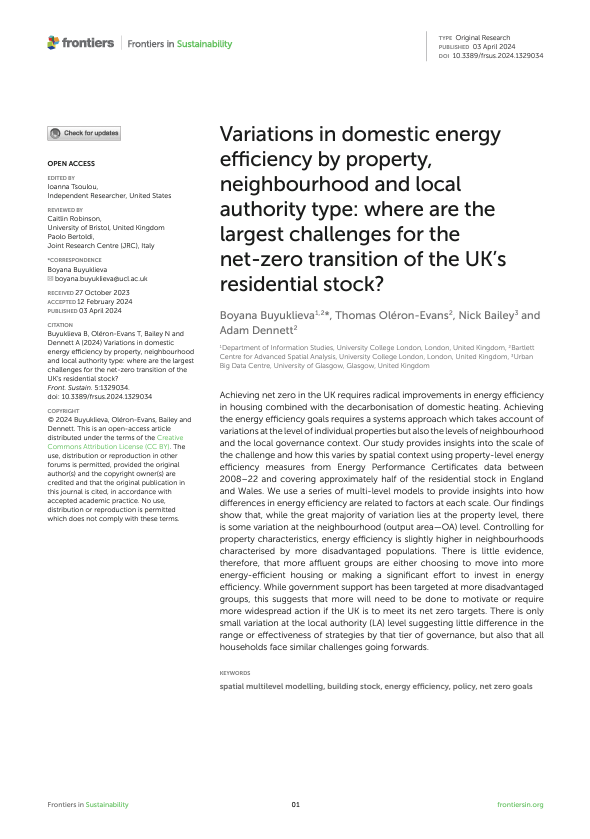 frontiers
Frontiers in Sustainability
TYPE Original Research
PUBLISHED 03 April 2024
DOI 10.3389/frsus.2024.1329034
Check for updates
OPEN ACCESS
EDITED BY
Ioanna Tsoulou,
Independent Researcher, United States
REVIEWED BY
Caitlin Robinson,
University of Bristol, United Kingdom
Paolo Bertoldi,
Joint Research Centre (JRC), Italy
*CORRESPONDENCE
Boyana Buyuklieva
boyana.buyuklieva@ucl.ac.uk
RECEIVED 27 October 2023
ACCEPTED 12 February 2024
PUBLISHED 03 April 2024
CITATION
Buyuklieva B, Oléron-Evans T, Bailey N and
Dennett A (2024) Variations in domestic
energy efficiency by property, neighbourhood
and local authority type: where are the largest
challenges for the net-zero transition of the
UK's residential stock?
Front. Sustain. 5:1329034.
doi: 10.3389/frsus.2024.1329034
COPYRIGHT
© 2024 Buyuklieva, Oléron-Evans, Bailey and
Dennett. This is an open-access article
distributed under the terms of the Creative
Commons Attribution License (CC BY). The
use, distribution or reproduction in other
forums is permitted, provided the original
author(s) and the copyright owner(s) are
credited and that the original publication in
this journal is cited, in accordance with
accepted academic practice. No use,
distribution or reproduction is permitted
which does not comply with these terms.
Variations in domestic energy
efficiency by property,
neighbourhood and local
authority type: where are the
largest challenges for the
net-zero transition of the UK's
residential stock?
Boyana Buyuklieva1,2*, Thomas Oléron-Evans2, Nick Bailey3 and
Adam Dennett2
1Department of Information Studies, University College London, London, United Kingdom, 2Bartlett
Centre for Advanced Spatial Analysis, University College London, London, United Kingdom, 3Urban
Big Data Centre, University of Glasgow, Glasgow, United Kingdom
Achieving net zero in the UK requires radical improvements in energy efficiency
in housing combined with the decarbonisation of domestic heating. Achieving
the energy efficiency goals requires a systems approach which takes account of
variations at the level of individual properties but also the levels of neighbourhood
and the local governance context. Our study provides insights into the scale of
the challenge and how this varies by spatial context using property-level energy
efficiency measures from Energy Performance Certificates data between
2008–22 and covering approximately half of the residential stock in England
and Wales. We use a series of multi-level models to provide insights into how
differences in energy efficiency are related to factors at each scale. Our findings
show that, while the great majority of variation lies at the property level, there
is some variation at the neighbourhood (output area—OA) level. Controlling for
property characteristics, energy efficiency is slightly higher in neighbourhoods
characterised by more disadvantaged populations. There is little evidence,
therefore, that more affluent groups are either choosing to move into more
energy-efficient housing or making a significant effort to invest in energy
efficiency. While government support has been targeted at more disadvantaged
groups, this suggests that more will need to be done to motivate or require
more widespread action if the UK is to meet its net zero targets. There is only
small variation at the local authority (LA) level suggesting little difference in the
range or effectiveness of strategies by that tier of governance, but also that all
households face similar challenges going forwards.
KEYWORDS
spatial multilevel modelling, building stock, energy efficiency, policy, net zero goals
Frontiers in Sustainability
01
frontiersin.org